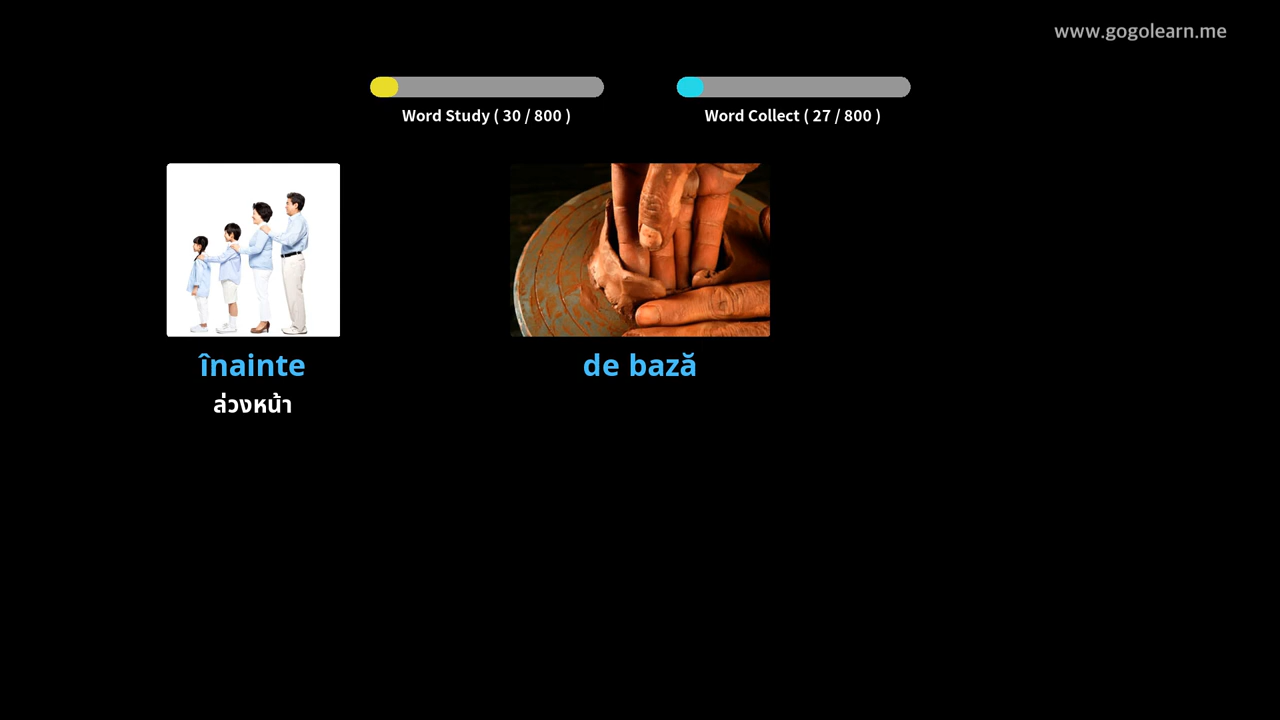 www.gogolearn.me
Word Study ( 30 / 800 )
Word Collect ( 27 / 800 )
înainte
ล่วงหน้า
de bază